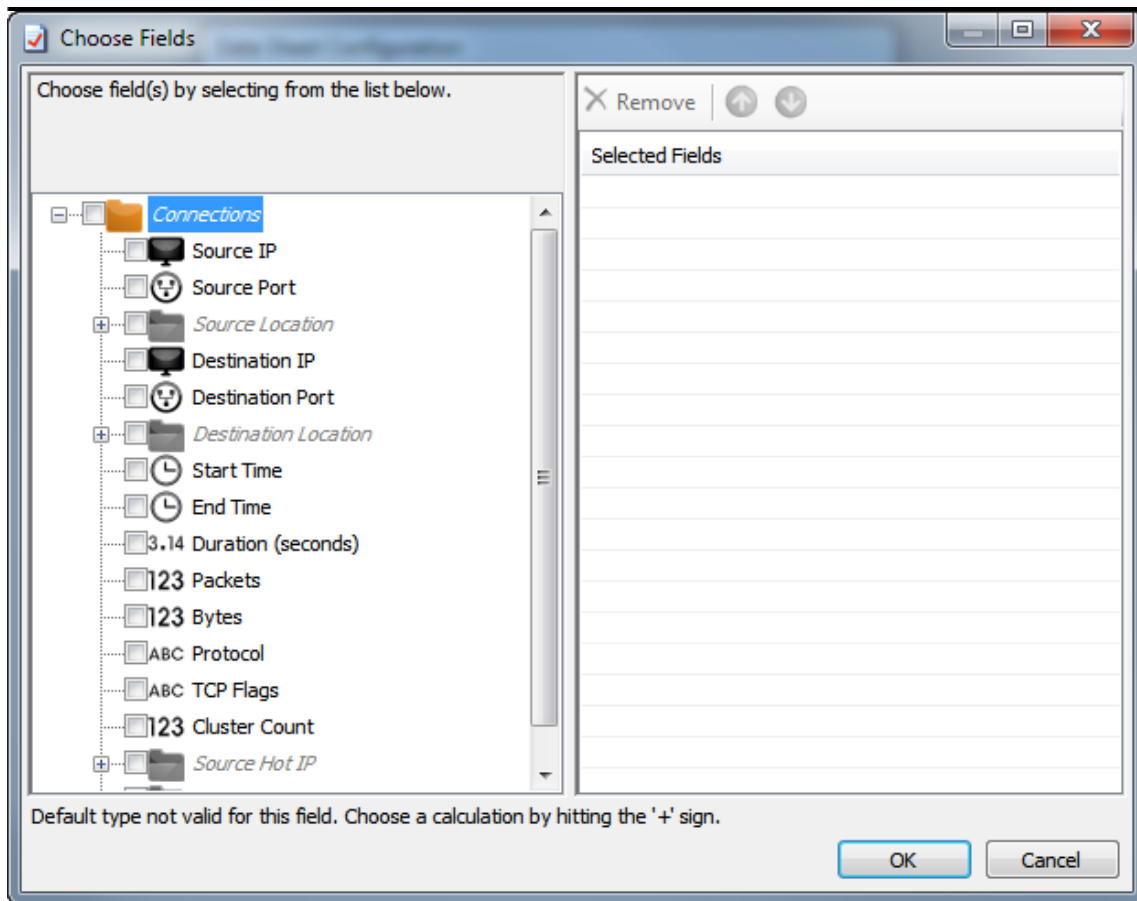 Choose Fields
Choose field(s) by selecting from the list below.
Remove
Selected Fields
Connections
Source IP
Source Port
Source Location
Destination IP
Destination Port
Destination Location
Start Time
End Time
3.14 Duration (seconds)
123 Packets
123 Bytes
ABC Protocol
ABC TCP Flags
123 Cluster Count
Source Hot IP
Default type not valid for this field. Choose a calculation by hitting the '+' sign.
OK
Cancel